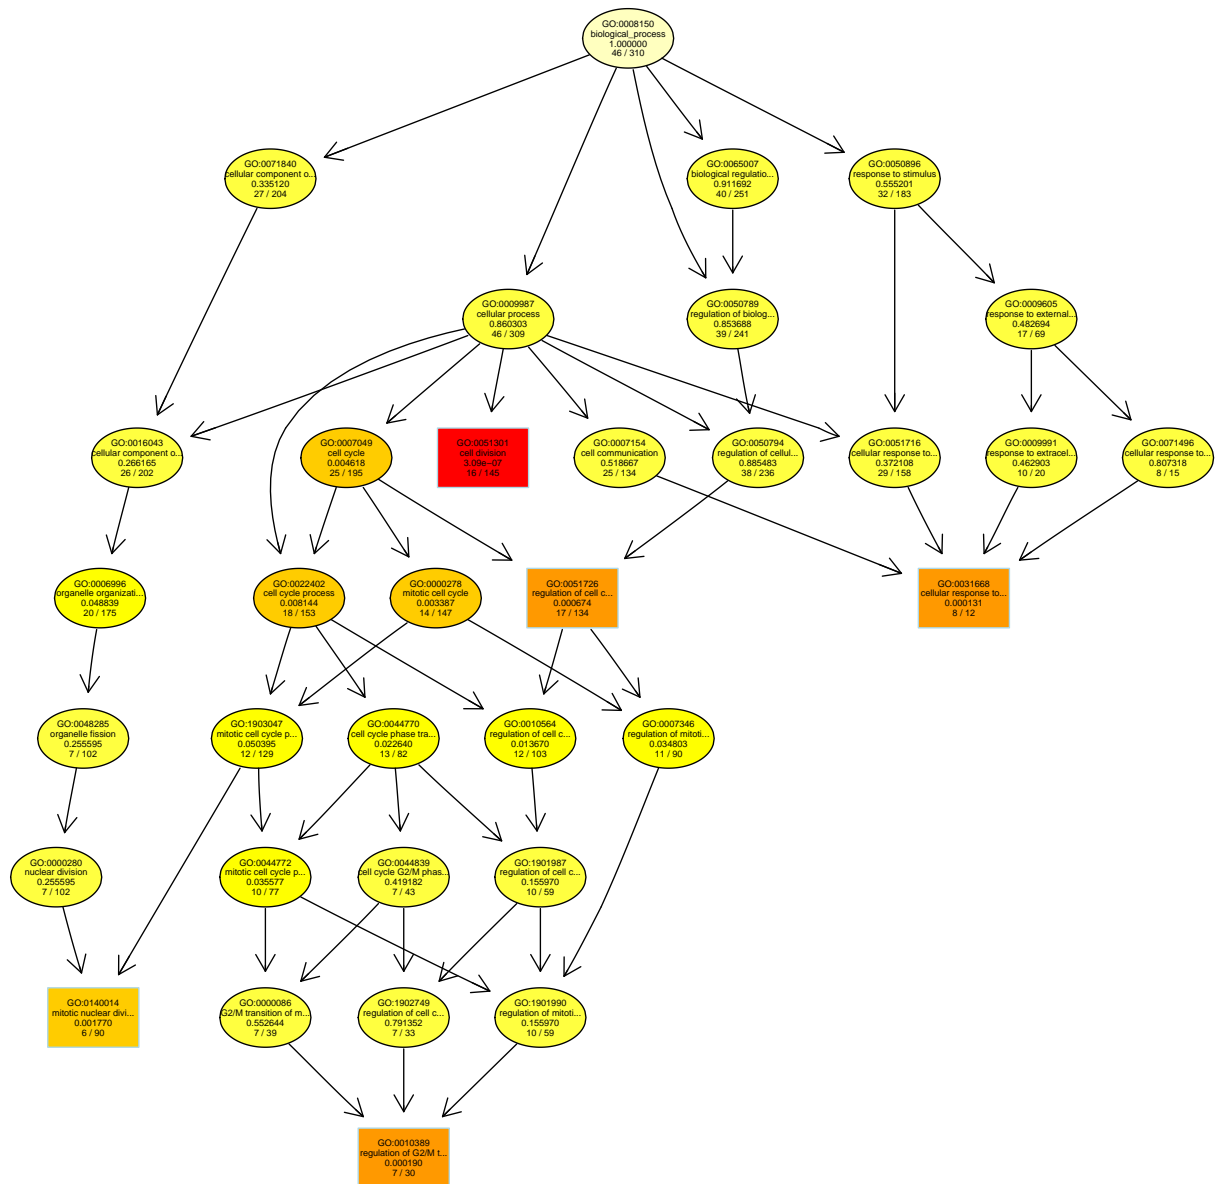 GO:0008150
biological_process
1.000000
46 / 310
GO:0071840
cellular component o...
0.335120
27 / 204
GO:0065007
biological regulatio...
0.911692
40 / 251
GO:0050896
response to stimulus
0.555201
32 / 183
GO:0009987
cellular process
0.860303
46 / 309
GO:0050789
regulation of biolog...
0.853688
39 / 241
GO:0009605
response to external...
0.482694
17 / 69
GO:0016043
cellular component o...
0.266165
26 / 202
GO:0007049
cell cycle
0.004618
25 / 195
GO:0051301
cell division
3.09e-07
16 / 145
GO:0007154
cell communication
0.518667
25 / 134
GO:0050794
regulation of cellul...
0.885483
38 / 236
GO:0051716
cellular response to...
0.372108
29 / 158
GO:0009991
response to extracel...
0.462903
10 / 20
GO:0071496
cellular response to...
0.807318
8 / 15
GO:0006996
organelle organizati...
0.048839
20 / 175
GO:0022402
cell cycle process
0.008144
18 / 153
GO:0000278
mitotic cell cycle
0.003387
14 / 147
GO:0051726
regulation of cell c...
0.000674
17 / 134
GO:0031668
cellular response to...
0.000131
8 / 12
GO:0048285
organelle fission
0.255595
7 / 102
GO:1903047
mitotic cell cycle p...
0.050395
12 / 129
GO:0044770
cell cycle phase tra...
0.022640
13 / 82
GO:0010564
regulation of cell c...
0.013670
12 / 103
GO:0007346
regulation of mitoti...
0.034803
11 / 90
GO:0000280
nuclear division
0.255595
7 / 102
GO:0044772
mitotic cell cycle p...
0.035577
10 / 77
GO:0044839
cell cycle G2/M phas...
0.419182
7 / 43
GO:1901987
regulation of cell c...
0.155970
10 / 59
GO:0140014
mitotic nuclear divi...
0.001770
6 / 90
GO:0000086
G2/M transition of m...
0.552644
7 / 39
GO:1902749
regulation of cell c...
0.791352
7 / 33
GO:1901990
regulation of mitoti...
0.155970
10 / 59
GO:0010389
regulation of G2/M t...
0.000190
7 / 30